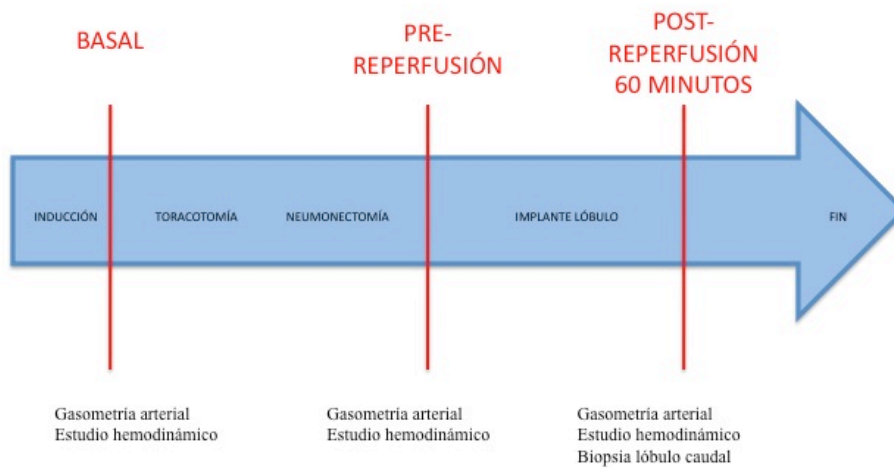 BASAL
PRE-
REPERFUSIÓN
POST-
REPERFUSIÓN
60 MINUTOS
INDUCCIÓN
TORACOTOMÍA
NEUMONECTOMÍA
IMPLANTE LÓBULO
FIN
Gasometría arterial
Estudio hemodinámico
Gasometría arterial
Estudio hemodinámico
Gasometría arterial
Estudio hemodinámico
Biopsia lóbulo caudal